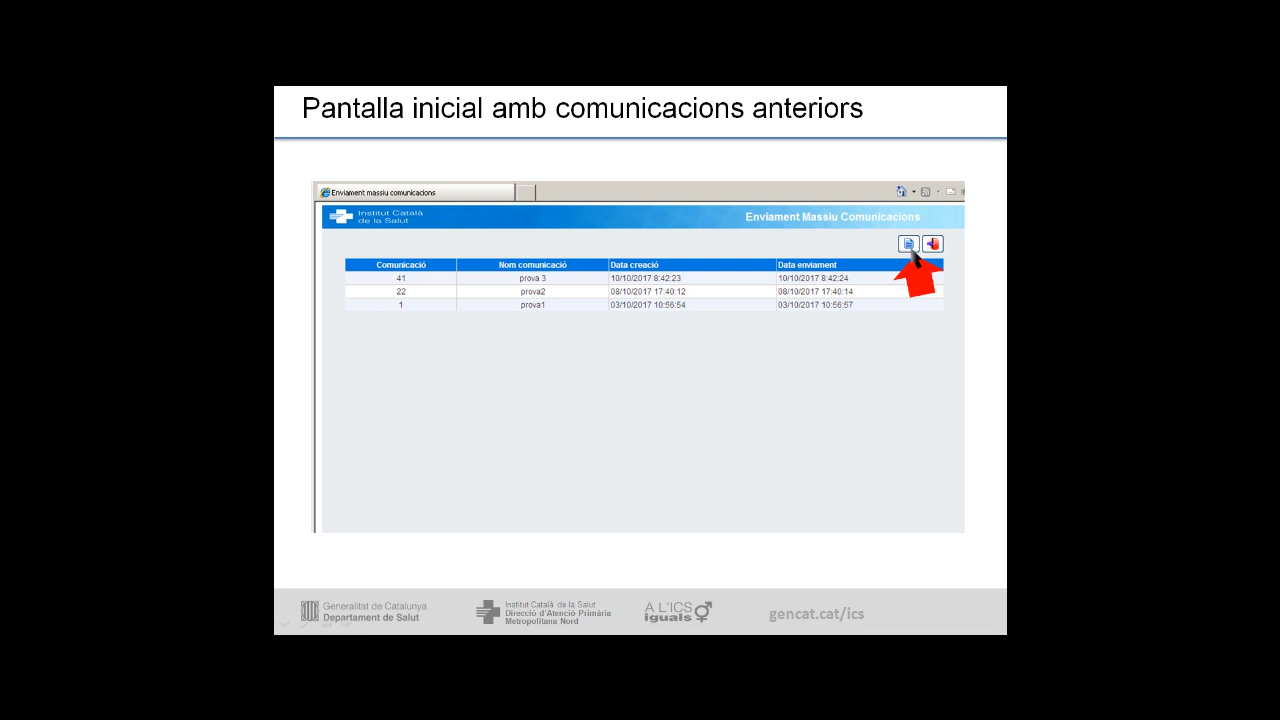 Pantalla inicial amb comunicacions anteriors
Enviament massiu comunicacions
Institut Català
de la Salut
Enviament Massiu Comunicacions
Comunicació Nom comunicació Data creació Data enviament
41 prova 3 10/10/2017 8:42:23 10/10/2017 8:42:24
22 prova2 08/10/2017 17:40:12 08/10/2017 17:40:14
1 prova1 03/10/2017 10:56:54 03/10/2017 10:56:57
Generalitat de Catalunya
Departament de Salut
Institut Català de la Salut
Direcció d'Atenció Primària
Metropolitana Nord
A L'ICS
iguals
gencat.cat/ics